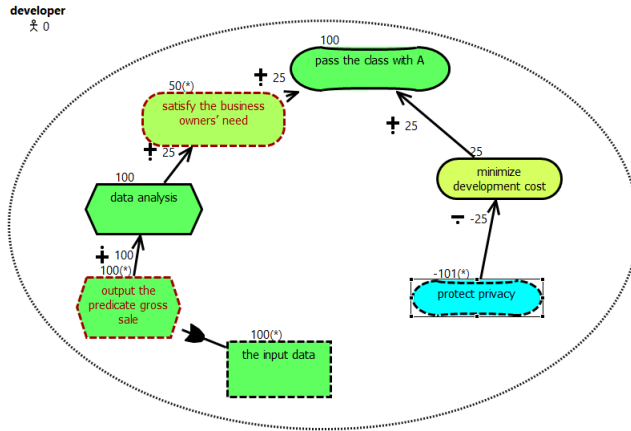 developer
0
100
pass the class with A
25
50(*)
satisfy the business
owners' need
25
25
25
minimize
development cost
100
data analysis
-25
100
100(*)
output the
predicate gross
sale
-101(*)
protect privacy
100(*)
the input data